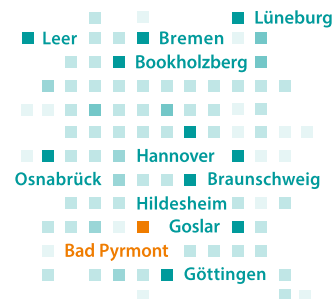 Lüneburg
Leer Bremen
Bookholzberg
Hannover
Osnabrück Braunschweig
Hildesheim
Goslar
Bad Pyrmont
Göttingen